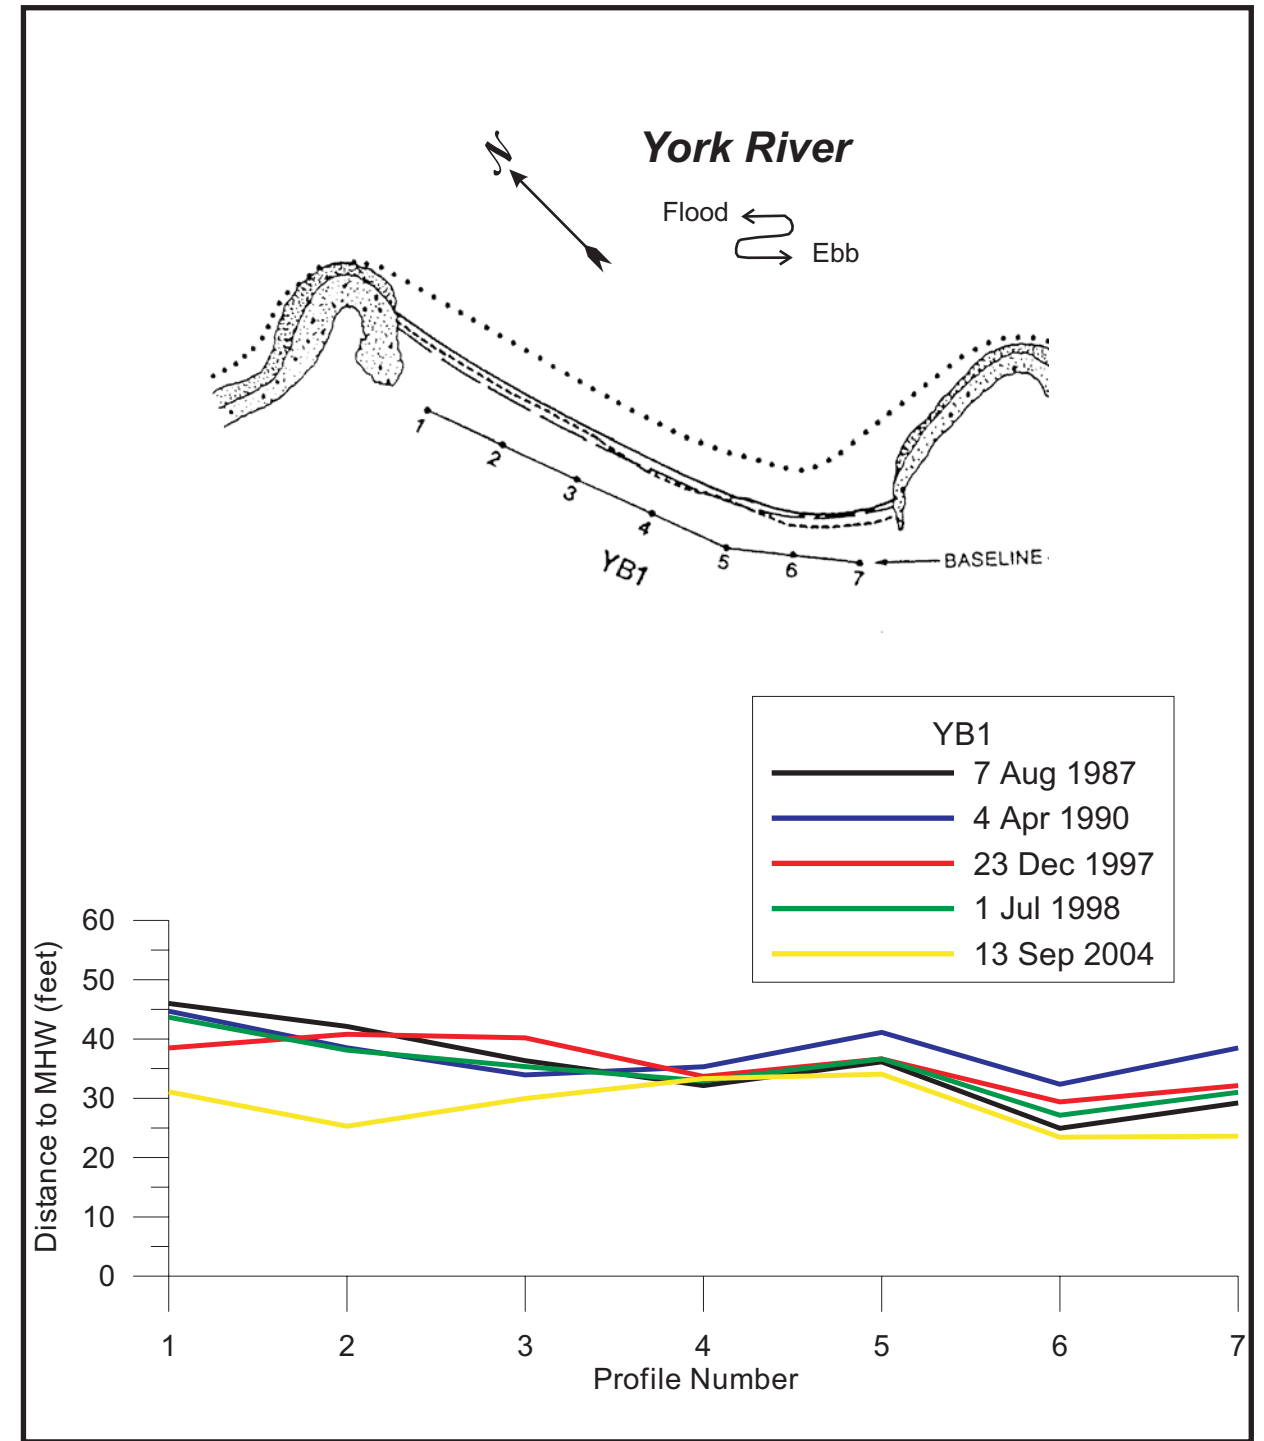 N
York River
Flood
Ebb
1
2
3
4
5
6
7
YB1
BASELINE
YB1
7 Aug 1987
4 Apr 1990
23 Dec 1997
1 Jul 1998
13 Sep 2004
Distance to MHW (feet)
60
50
40
30
20
10
0
1 2 3 4 5 6 7
Profile Number